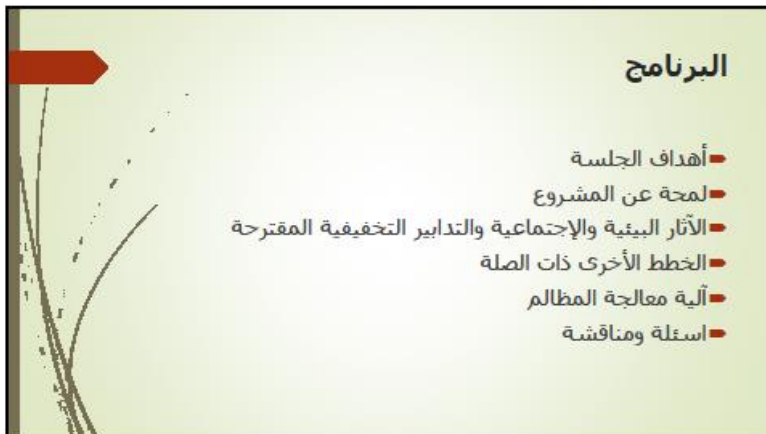 البرنامج
أهداف الجلسة
لمحة عن المشروع
الآثار البيئية والإجتماعية والتدابير التخفيفية المقترحة
الخطط الأخرى ذات الصلة
آلية معالجة المظالم
اسئلة ومناقشة